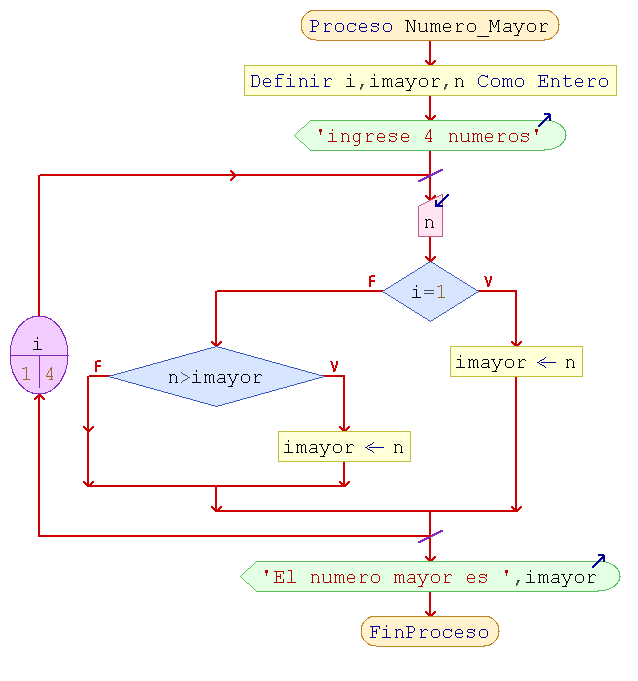 Proceso Numero_Mayor
Definir i,imayor,n Como Entero
'ingrese 4 numeros'
n
i=1
F
V
i
1 4
n>imayor
F
V
imayor ← n
imayor ← n
'El numero mayor es ',imayor
FinProceso